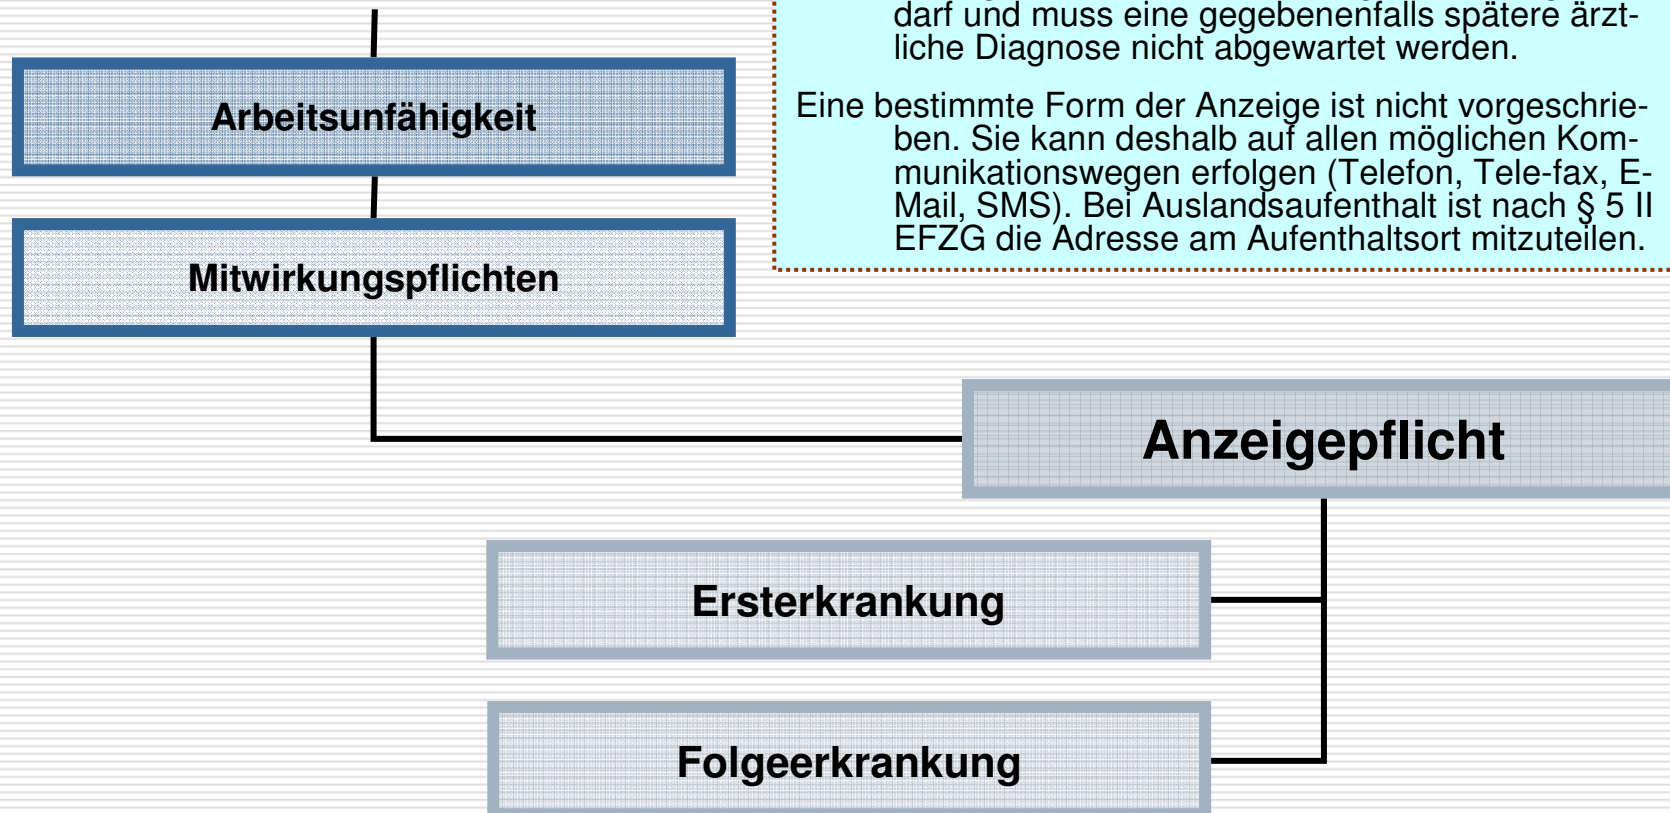 darf und muss eine gegebenenfalls spätere ärzt-
liche Diagnose nicht abgewartet werden.
Eine bestimmte Form der Anzeige ist nicht vorgeschrie-
ben. Sie kann deshalb auf allen möglichen Kom-
munikationswegen erfolgen (Telefon, Tele-fax, E-
Mail, SMS). Bei Auslandsaufenthalt ist nach § 5 II
EFZG die Adresse am Aufenthaltsort mitzuteilen.
Arbeitsunfähigkeit
Mitwirkungspflichten
Anzeigepflicht
Ersterkrankung
Folgeerkrankung